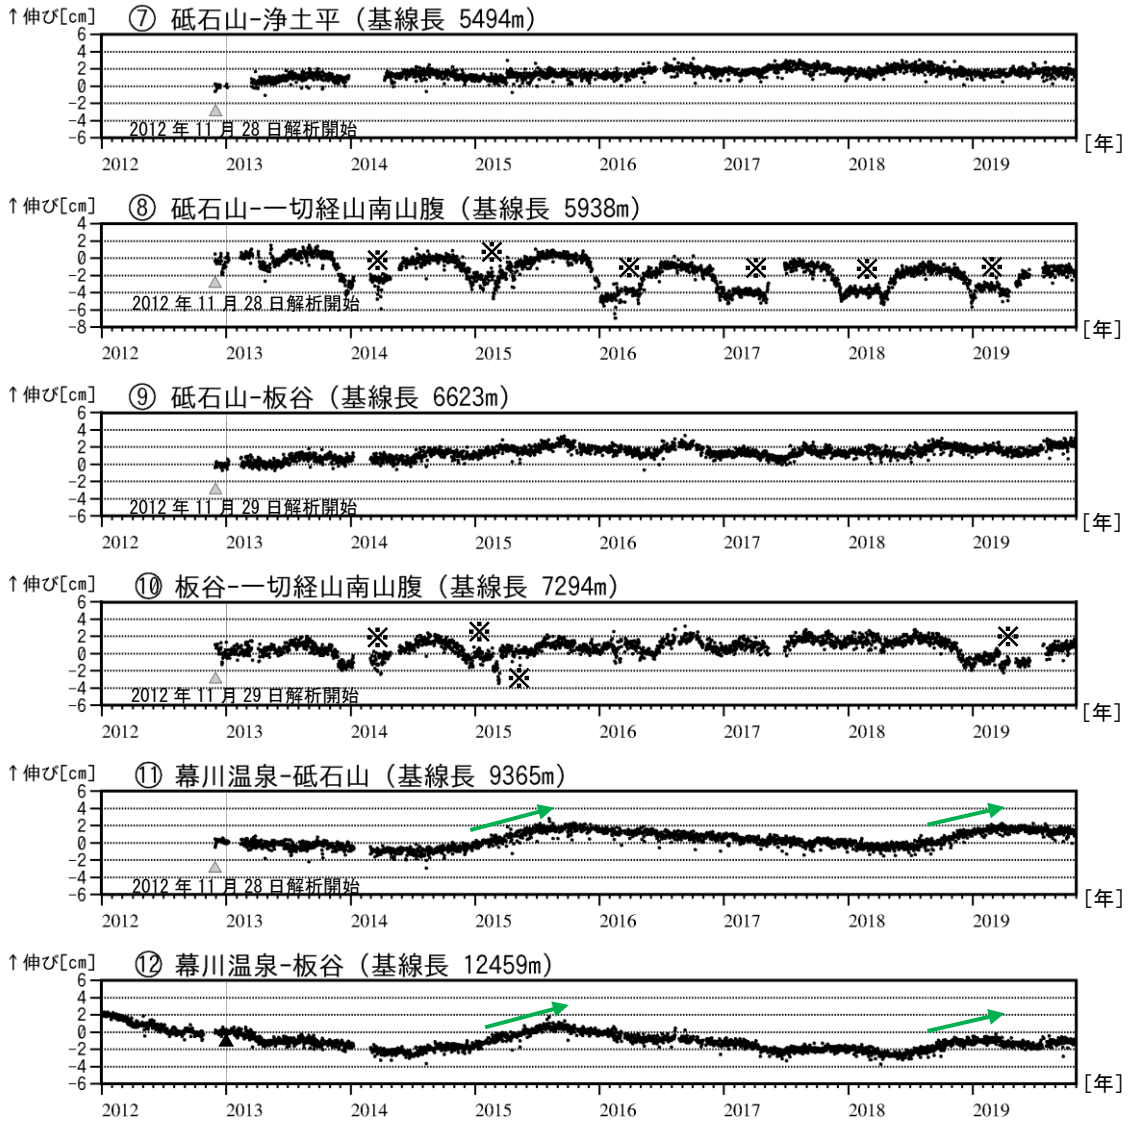 ↑伸び[cm] ⑦ 砥石山-浄土平（基線長 5494m）
6
4
2
0
-2
-4
-6
2012 年 11 月 28 日解析開始
[年]
2012 2013 2014 2015 2016 2017 2018 2019
↑伸び[cm] ⑧ 砥石山-一切経山南山腹（基線長 5938m）
4
2
0
-2
-4
-6
-8
※ ※ ※ ※ ※ ※
2012 年 11 月 28 日解析開始
[年]
2012 2013 2014 2015 2016 2017 2018 2019
↑伸び[cm] ⑨ 砥石山-板谷（基線長 6623m）
6
4
2
0
-2
-4
-6
2012 年 11 月 29 日解析開始
[年]
2012 2013 2014 2015 2016 2017 2018 2019
↑伸び[cm] ⑩ 板谷-一切経山南山腹（基線長 7294m）
6
4
2
0
-2
-4
-6
※ ※ ※ ※
2012 年 11 月 29 日解析開始
[年]
2012 2013 2014 2015 2016 2017 2018 2019
↑伸び[cm] ⑪ 幕川温泉-砥石山（基線長 9365m）
6
4
2
0
-2
-4
-6
2012 年 11 月 28 日解析開始
[年]
2012 2013 2014 2015 2016 2017 2018 2019
↑伸び[cm] ⑫ 幕川温泉-板谷（基線長 12459m）
6
4
2
0
-2
-4
-6
[年]
2012 2013 2014 2015 2016 2017 2018 2019